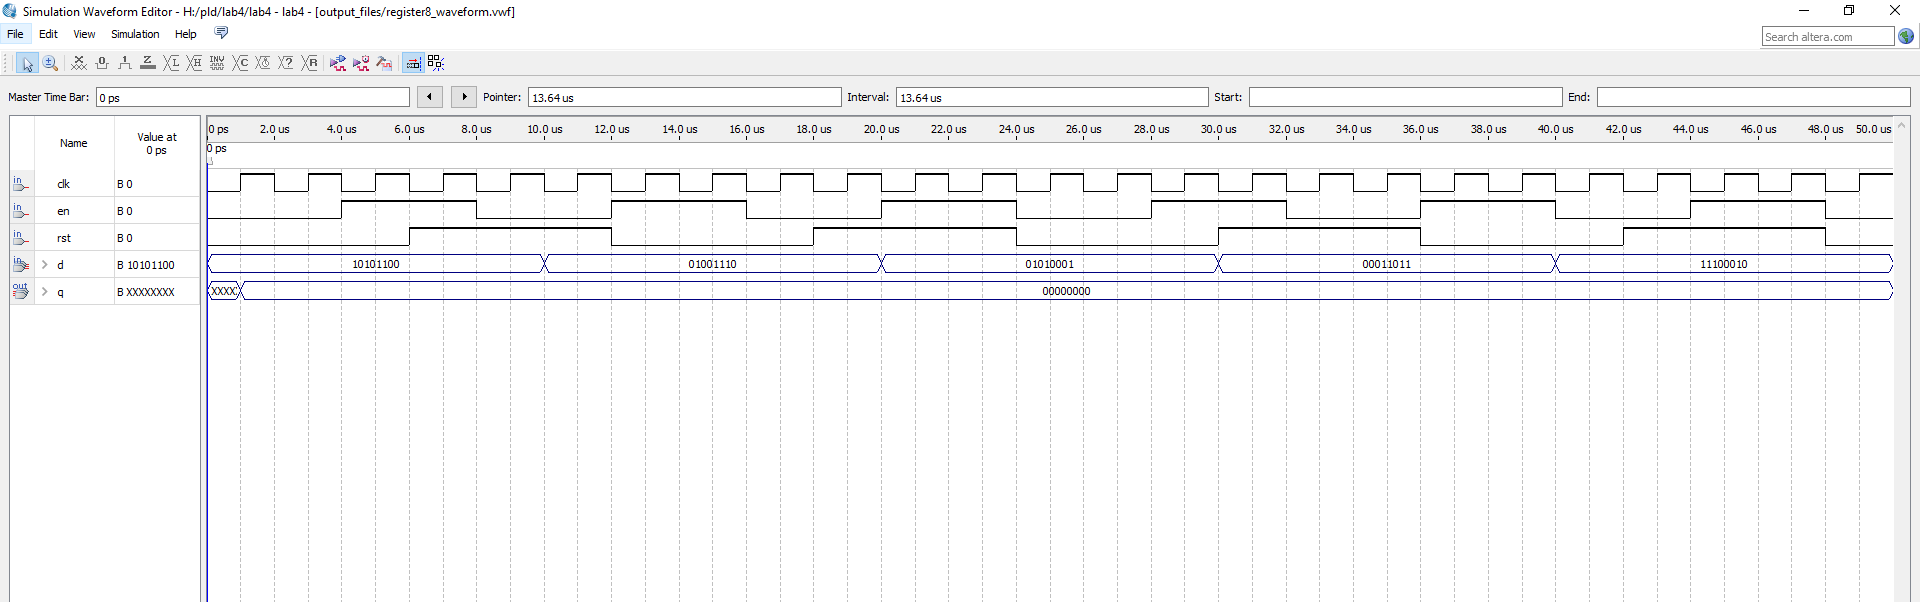 Simulation Waveform Editor - H:/pld/lab4/lab4 - lab4 - [output_files/register8_waveform.vwf]
File Edit View Simulation Help
Search altera.com
Master Time Bar: 0 ps Pointer: 13.64 us Interval: 13.64 us Start: End:
Name Value at 0 ps
0 ps 2.0 us 4.0 us 6.0 us 8.0 us 10.0 us 12.0 us 14.0 us 16.0 us 18.0 us 20.0 us 22.0 us 24.0 us 26.0 us 28.0 us 30.0 us 32.0 us 34.0 us 36.0 us 38.0 us 40.0 us 42.0 us 44.0 us 46.0 us 48.0 us 50.0 us
0 ps
in clk B 0
in en B 0
in rst B 0
in d B 10101100 10101100 01001110 01010001 00011011 11100010
out q B XXXXXXXX XXXX 00000000